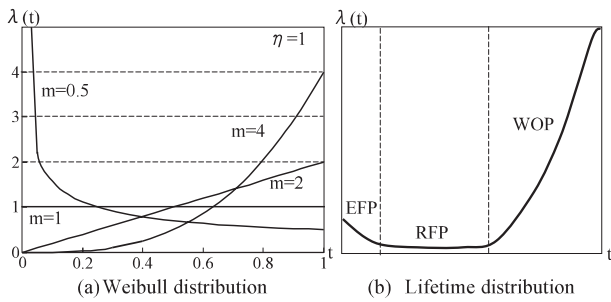 λ(t)
η=1
4
m=0.5
3
m=4
2
m=2
1
m=1
0
0 0.2 0.4 0.6 0.8 1 t
(a) Weibull distribution
λ(t)
WOP
EFP
RFP
t
(b) Lifetime distribution